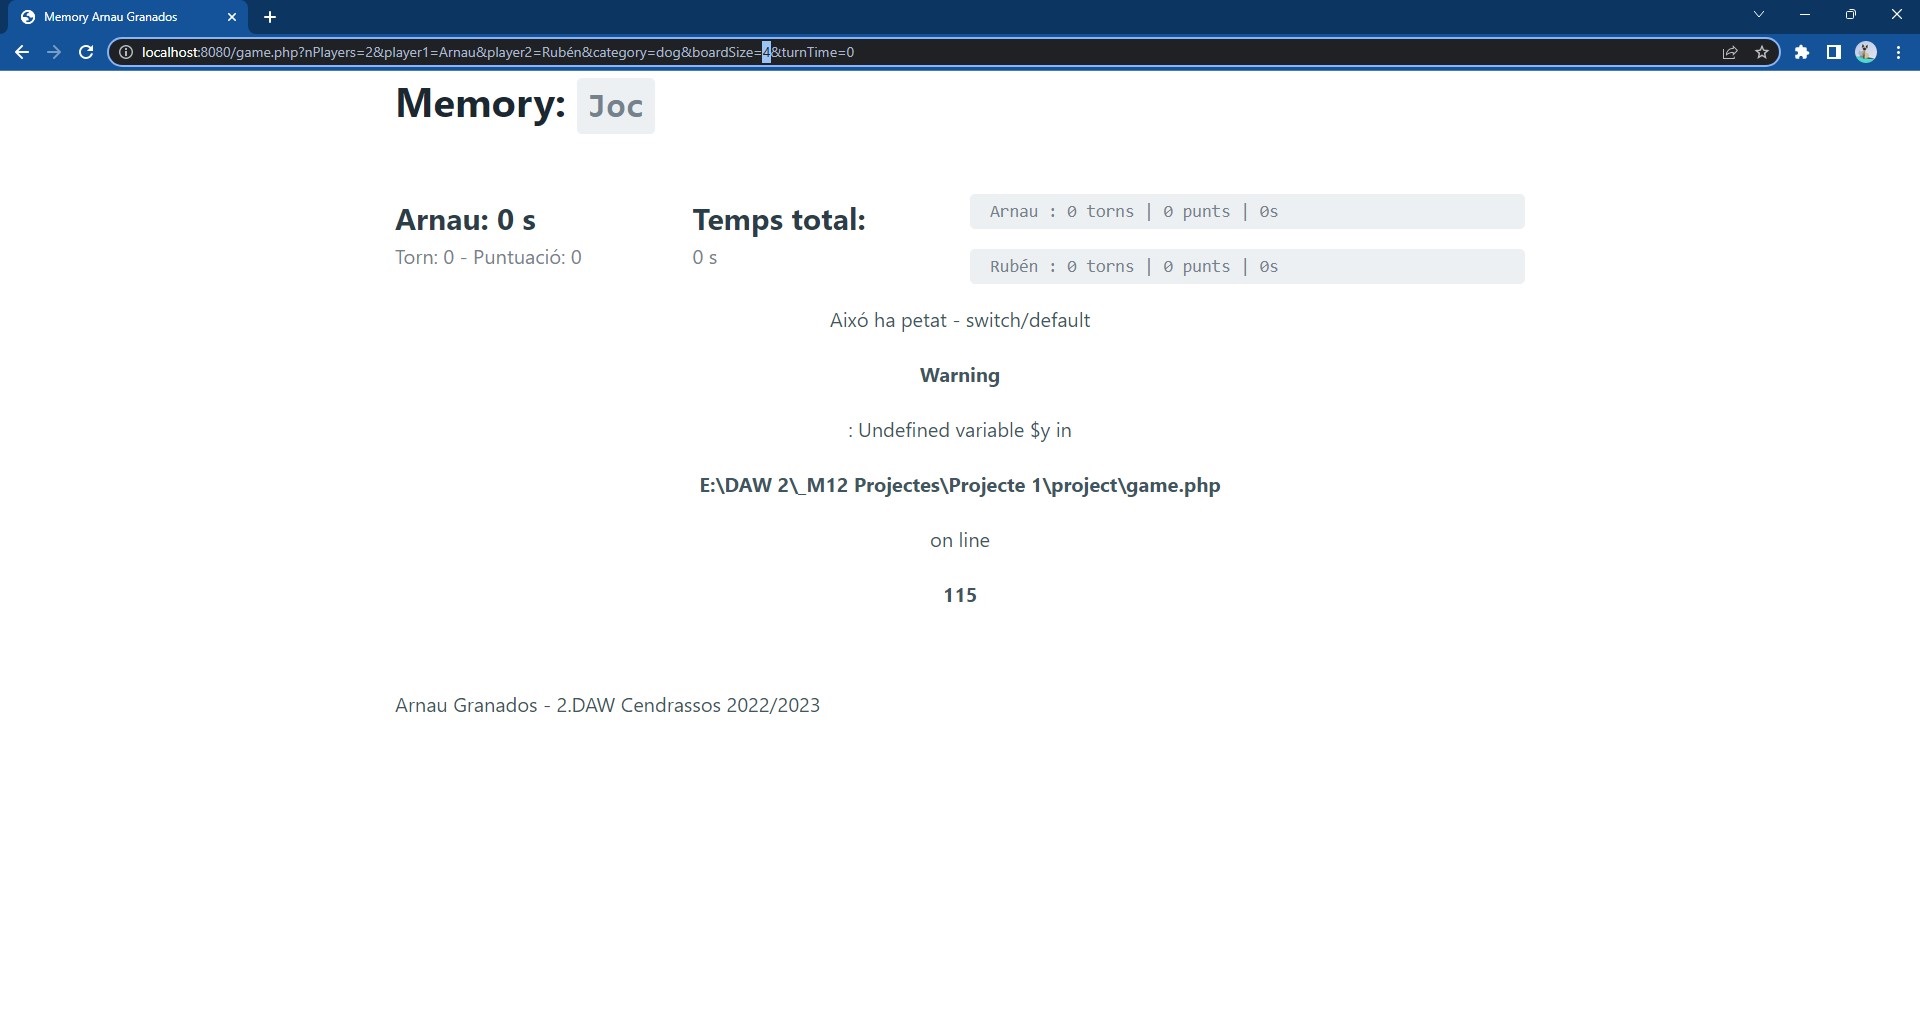 Memory Arnau Granados
localhost:8080/game.php?nPlayers=2&player1=Arnau&player2=Rubén&category=dog&boardSize=4&turnTime=0
Memory: Joc
Arnau: 0 s
Torn: 0 - Puntuació: 0
Temps total:
0 s
Arnau : 0 torns | 0 punts | 0s
Rubén : 0 torns | 0 punts | 0s
Aixó ha petat - switch/default
Warning
: Undefined variable $y in
E:\DAW 2\_M12 Projectes\Projecte 1\project\game.php
on line
115
Arnau Granados - 2.DAW Cendrassos 2022/2023